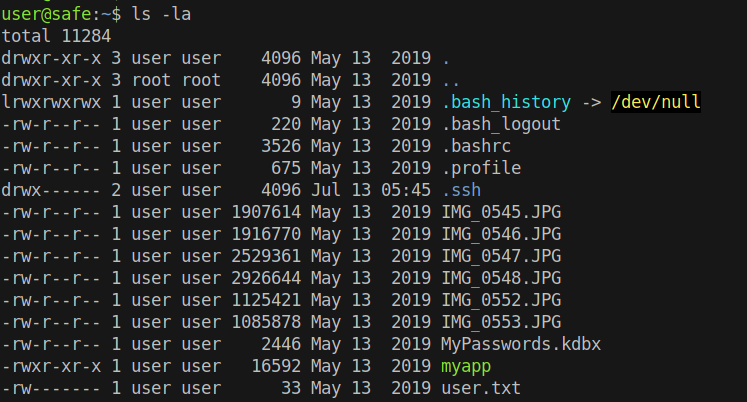 user@safe:~$ ls -la
total 11284
drwxr-xr-x 3 user user    4096 May 13  2019 .
drwxr-xr-x 3 root root    4096 May 13  2019 ..
lrwxrwxrwx 1 user user       9 May 13  2019 .bash_history -> /dev/null
-rw-r--r-- 1 user user     220 May 13  2019 .bash_logout
-rw-r--r-- 1 user user    3526 May 13  2019 .bashrc
-rw-r--r-- 1 user user     675 May 13  2019 .profile
drwx------ 2 user user    4096 Jul 13 05:45 .ssh
-rw-r--r-- 1 user user 1907614 May 13  2019 IMG_0545.JPG
-rw-r--r-- 1 user user 1916770 May 13  2019 IMG_0546.JPG
-rw-r--r-- 1 user user 2529361 May 13  2019 IMG_0547.JPG
-rw-r--r-- 1 user user 2926644 May 13  2019 IMG_0548.JPG
-rw-r--r-- 1 user user 1125421 May 13  2019 IMG_0552.JPG
-rw-r--r-- 1 user user 1085878 May 13  2019 IMG_0553.JPG
-rw-r--r-- 1 user user    2446 May 13  2019 MyPasswords.kdbx
-rwxr-xr-x 1 user user   16592 May 13  2019 myapp
-rw------- 1 user user      33 May 13  2019 user.txt